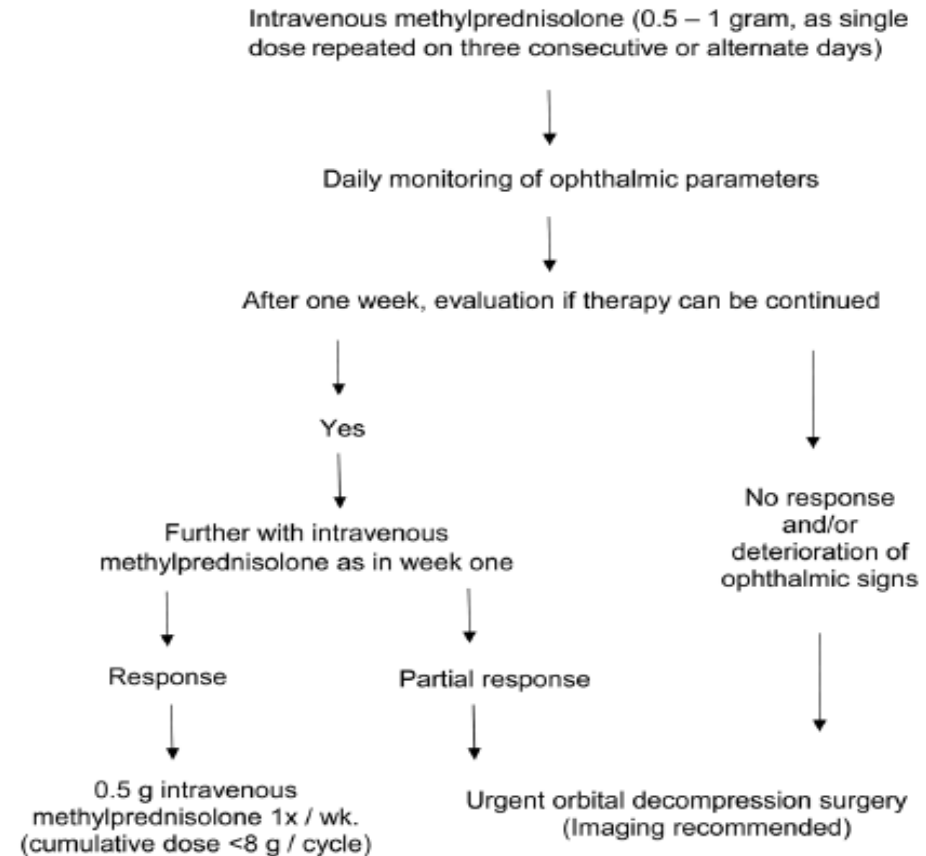 Intravenous methylprednisolone (0.5 – 1 gram, as single
dose repeated on three consecutive or alternate days)
Daily monitoring of ophthalmic parameters
After one week, evaluation if therapy can be continued
Yes
Further with intravenous
methylprednisolone as in week one
No response
and/or
deterioration of
ophthalmic signs
Response
Partial response
0.5 g intravenous
methylprednisolone 1x / wk.
(cumulative dose <8 g / cycle)
Urgent orbital decompression surgery
(Imaging recommended)